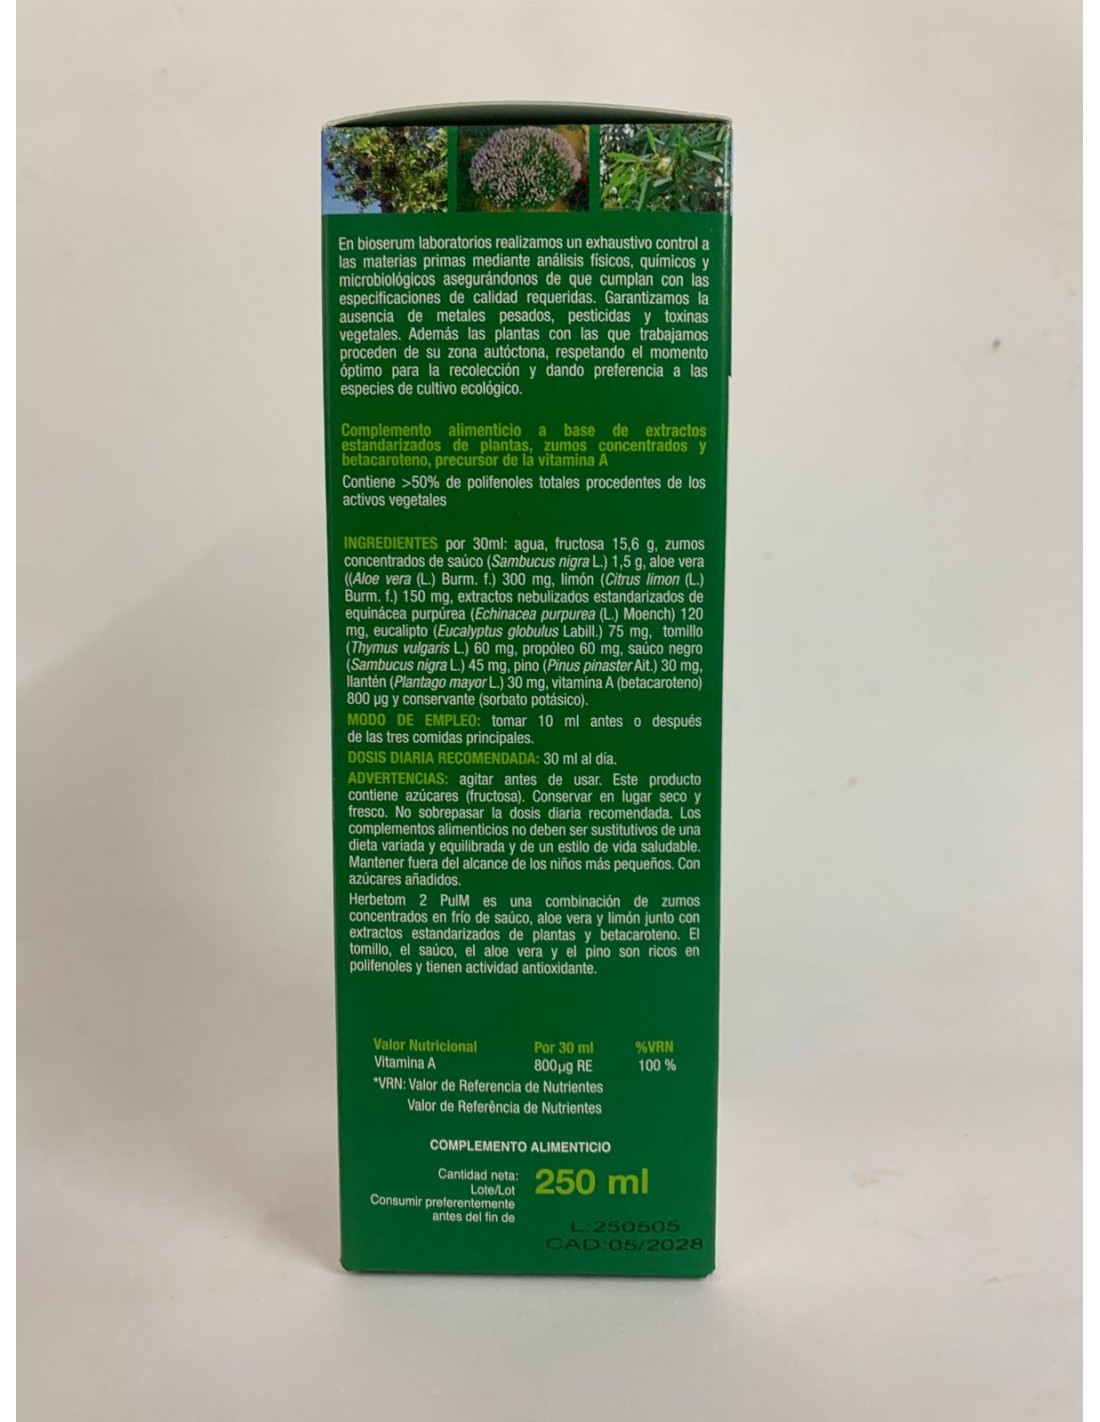 En bioserum laboratorios realizamos un exhaustivo control a
las materias primas mediante análisis físicos, químicos y
microbiológicos asegurándonos de que cumplan con las
especificaciones de calidad requeridas. Garantizamos la
ausencia de metales pesados, pesticidas y toxinas
vegetales. Además las plantas con las que trabajamos
proceden de su zona autóctona, respetando el momento
óptimo para la recolección y dando preferencia a las
especies de cultivo ecológico.
Complemento alimenticio a base de extractos
estandarizados de plantas, zumos concentrados y
betacaroteno, precursor de la vitamina A
Contiene >50% de polifenoles totales procedentes de los
activos vegetales
INGREDIENTES por 30ml: agua, fructosa 15,6 g, zumos
concentrados de saúco (Sambucus nigra L.) 1,5 g, aloe vera
((Aloe vera (L.) Burm. f.) 300 mg, limón (Citrus limon (L.)
Burm. f.) 150 mg, extractos nebulizados estandarizados de
equinácea purpúrea (Echinacea purpurea (L.) Moench) 120
mg, eucalipto (Eucalyptus globulus Labill.) 75 mg, tomillo
(Thymus vulgaris L.) 60 mg, propóleo 60 mg, saúco negro
(Sambucus nigra L.) 45 mg, pino (Pinus pinaster Ait.) 30 mg,
llantén (Plantago mayor L.) 30 mg, vitamina A (betacaroteno)
800 µg y conservante (sorbato potásico).
MODO DE EMPLEO: tomar 10 ml antes o después
de las tres comidas principales.
DOSIS DIARIA RECOMENDADA: 30 ml al día.
ADVERTENCIAS: agitar antes de usar. Este producto
contiene azúcares (fructosa). Conservar en lugar seco y
fresco. No sobrepasar la dosis diaria recomendada. Los
complementos alimenticios no deben ser sustitutivos de una
dieta variada y equilibrada y de un estilo de vida saludable.
Mantener fuera del alcance de los niños más pequeños. Con
azúcares añadidos.
Herbetom 2 PulM es una combinación de zumos
concentrados en frío de saúco, aloe vera y limón junto con
extractos estandarizados de plantas y betacaroteno. El
tomillo, el saúco, el aloe vera y el pino son ricos en
polifenoles y tienen actividad antioxidante.
Valor Nutricional Por 30 ml %VRN
Vitamina A 800µg RE 100 %
*VRN: Valor de Referencia de Nutrientes
Valor de Referência de Nutrientes
COMPLEMENTO ALIMENTICIO
Cantidad neta: 250 ml
Lote/Lot
Consumir preferentemente
antes del fin de
L:250505
CAD:05/2028